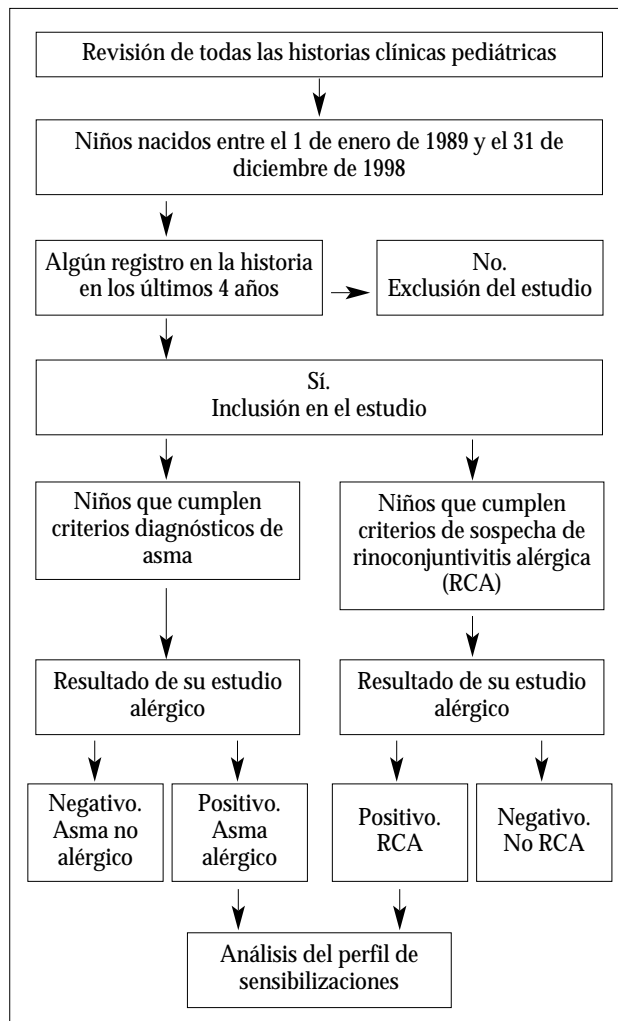 Revisión de todas las historias clínicas pediátricas
Niños nacidos entre el 1 de enero de 1989 y el 31 de
diciembre de 1998
Algún registro en la historia
en los últimos 4 años
No.
Exclusión del estudio
Sí.
Inclusión en el estudio
Niños que cumplen
criterios diagnósticos de
asma
Niños que cumplen
criterios de sospecha de
rinoconjuntivitis alérgica
(RCA)
Resultado de su estudio
alérgico
Resultado de su estudio
alérgico
Negativo.
Asma no
alérgico
Positivo.
Asma
alérgico
Positivo.
RCA
Negativo.
No RCA
Análisis del perfil de
sensibilizaciones